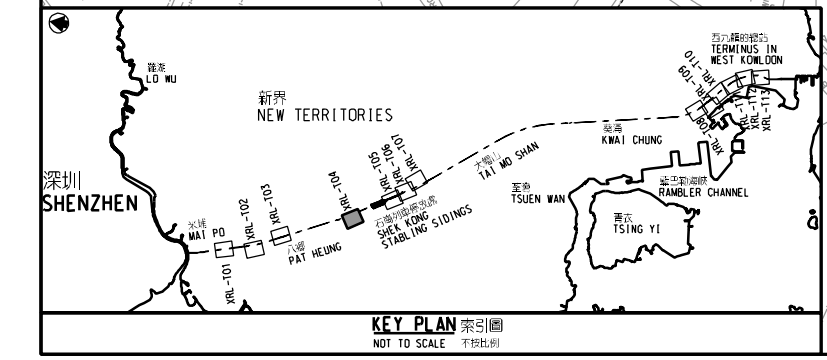 西九龍的總站
TERMINUS IN
WEST KOWLOON
羅湖
LO WU
新界
NEW TERRITORIES
XRL-T10
XRL-T09
XRL-T08
XRL-T12
XRL-T13
葵涌
KWAI CHUNG
大帽山
TAI MO SHAN
XRL-T07
XRL-T06
XRL-T05
XRL-T04
深圳
SHENZHEN
荃灣
TSUEN WAN
藍巴勒海峽
RAMBLER CHANNEL
青衣
TSING YI
石崗列車停放處
SHEK KONG
STABLING SIDINGS
米埔
MAI PO
XRL-T01
XRL-T02
XRL-T03
八鄉
PAT HEUNG
KEY PLAN 索引圖
NOT TO SCALE 不按比例